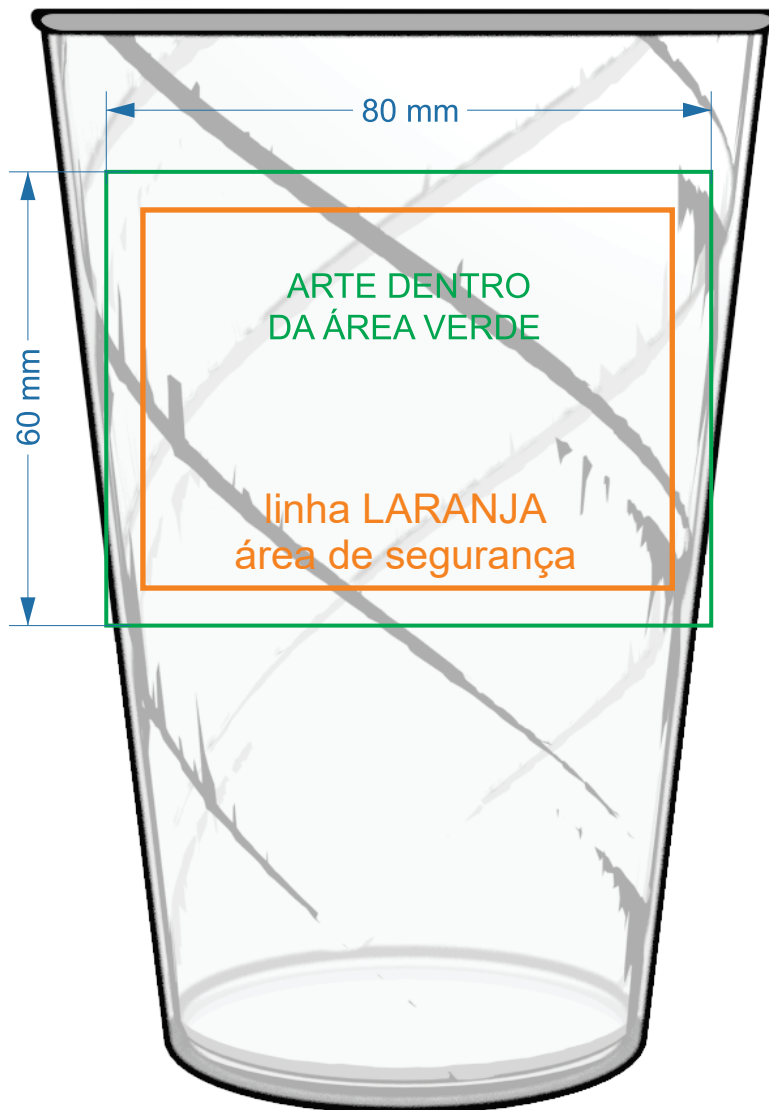 80 mm
60 mm
ARTE DENTRO
DA ÁREA VERDE
linha LARANJA
área de segurança